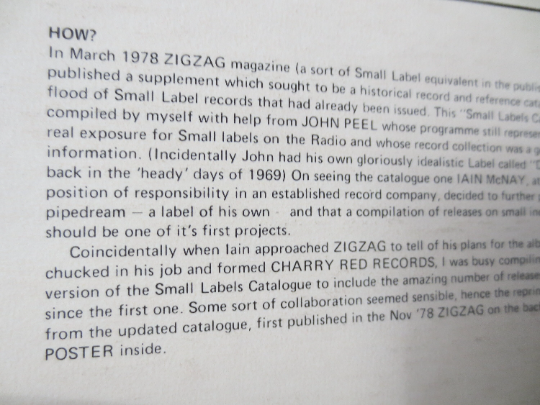 HOW?
In March 1978 ZIGZAG magazine (a sort of Small Label equivalent in the
published a supplement which sought to be a historical record and reference
flood of Small Label records that had already been issued. This "Small Labels
compiled by myself with help from JOHN PEEL whose programme still
real exposure for Small labels on the Radio and whose record collection was a
information. (Incidentally John had his own gloriously idealistic Label called
back in the 'heady' days of 1969) On seeing the catalogue one IAIN McNAY,
position of responsibility in an established record company, decided to further
pipedream — a label of his own - and that a compilation of releases on small
should be one of it's first projects.
Coincidentally when Iain approached ZIGZAG to tell of his plans for the
chucked in his job and formed CHARRY RED RECORDS, I was busy
version of the Small Labels Catalogue to include the amazing number of
since the first one. Some sort of collaboration seemed sensible, hence the
from the updated catalogue, first published in the Nov '78 ZIGZAG on the
POSTER inside.